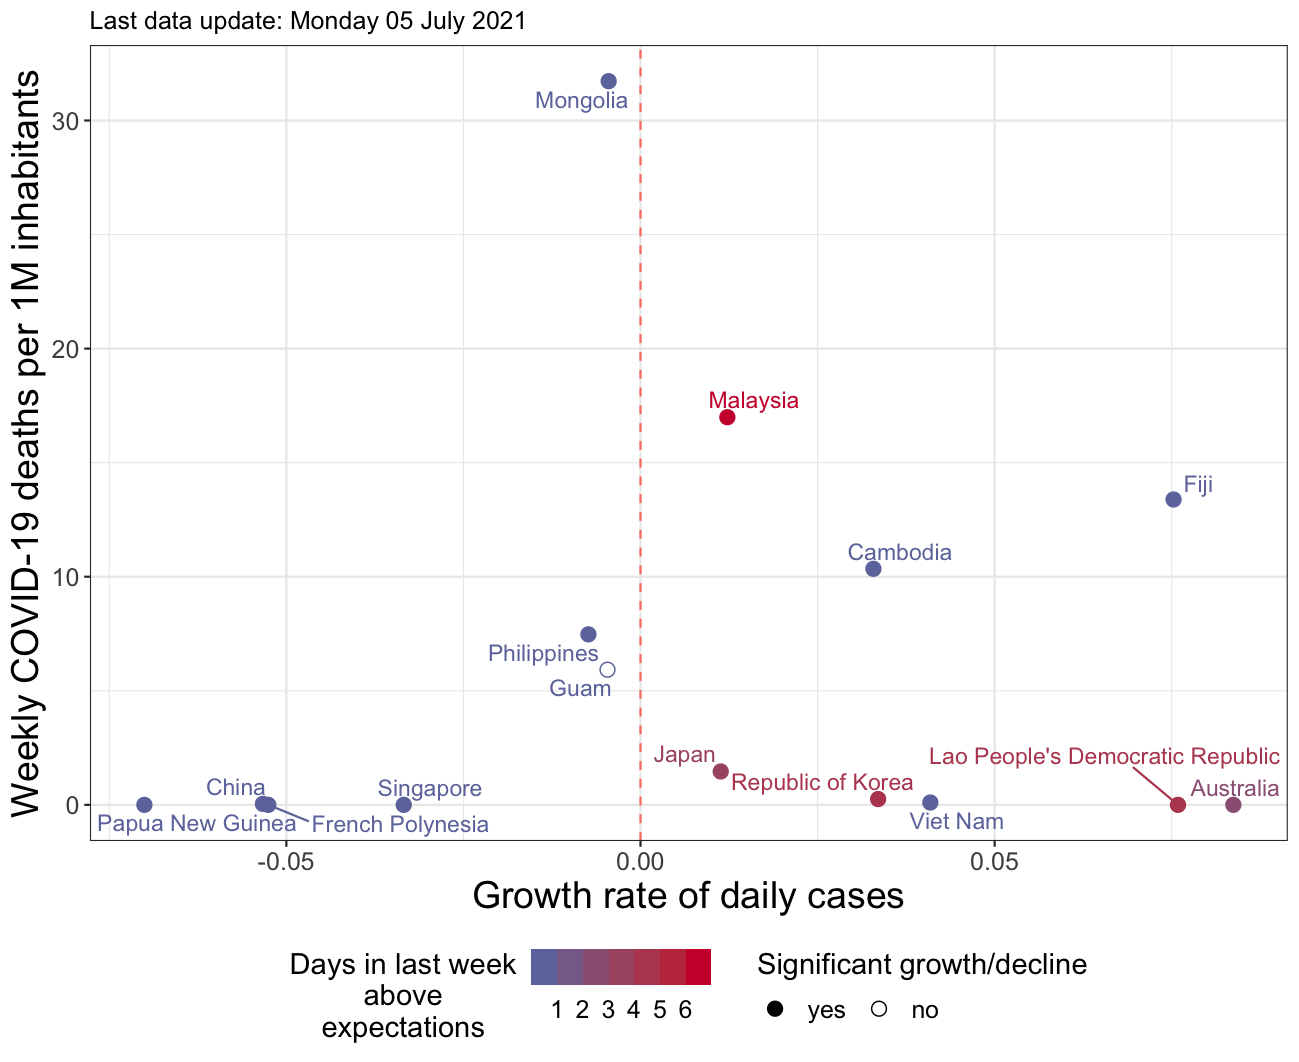 Last data update: Monday 05 July 2021
Weekly COVID-19 deaths per 1M inhabitants
30
20
10
0
Mongolia
Malaysia
Fiji
Cambodia
Philippines
Guam
Japan
Lao People's Democratic Republic
Republic of Korea
China
Singapore
Australia
Papua New Guinea
French Polynesia
Viet Nam
-0.05
0.00
0.05
Growth rate of daily cases
Days in last week
above
expectations
1 2 3 4 5 6
Significant growth/decline
yes
no